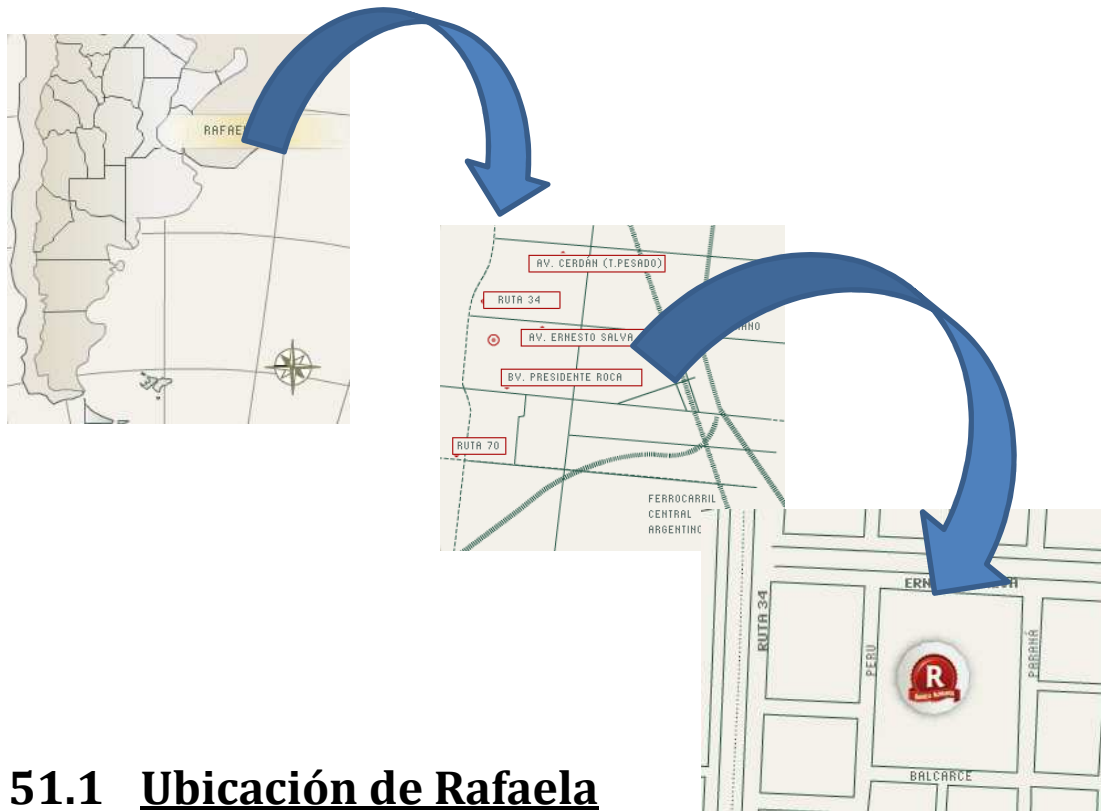 AV. CERDÁN (T.PESADO)
RUTA 34
AV. ERNESTO SALVA
BV. PRESIDENTE ROCA
RUTA 70
FERROCARRIL
CENTRAL
RUTA 34
PERU
PARANÁ
R
BALCARCE
51.1 Ubicación de Rafaela